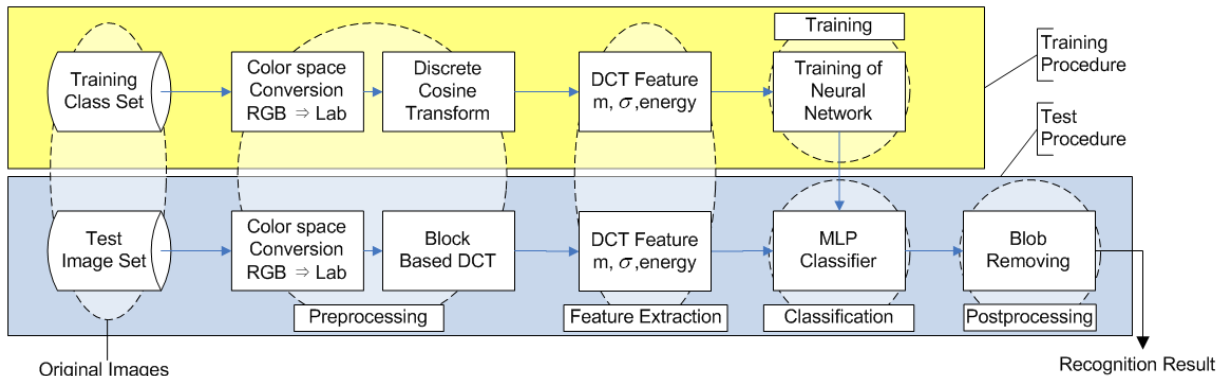 Training
Training
Class Set
Color space
Conversion
RGB ⇒ Lab
Discrete
Cosine
Transform
DCT Feature
m, σ,energy
Training of
Neural
Network
Training
Procedure
Test
Procedure
Test
Image Set
Color space
Conversion
RGB ⇒ Lab
Block
Based DCT
DCT Feature
m, σ,energy
MLP
Classifier
Blob
Removing
Preprocessing
Feature Extraction
Classification
Postprocessing
Original Images
Recognition Result